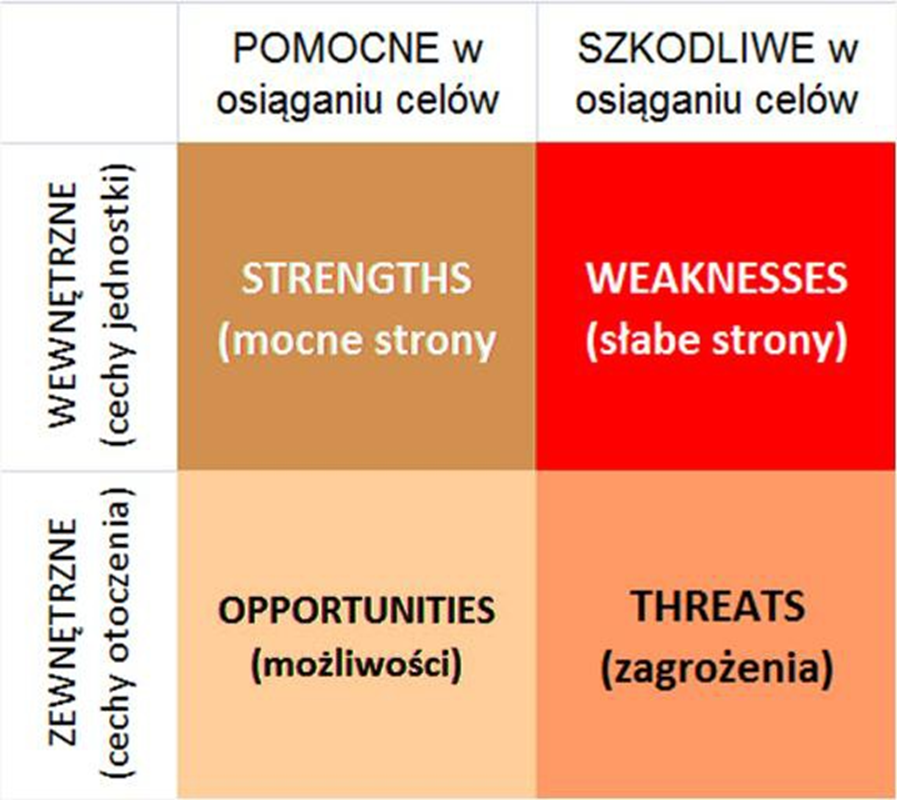 POMOCNE w
osiąganiu celów
SZKODLIWE w
osiąganiu celów
WEWNĘTRZNE
(cechy jednostki)
STRENGTHS
(mocne strony
WEAKNESSES
(słabe strony)
ZEWNĘTRZNE
(cechy otoczenia)
OPPORTUNITIES
(możliwości)
THREATS
(zagrożenia)